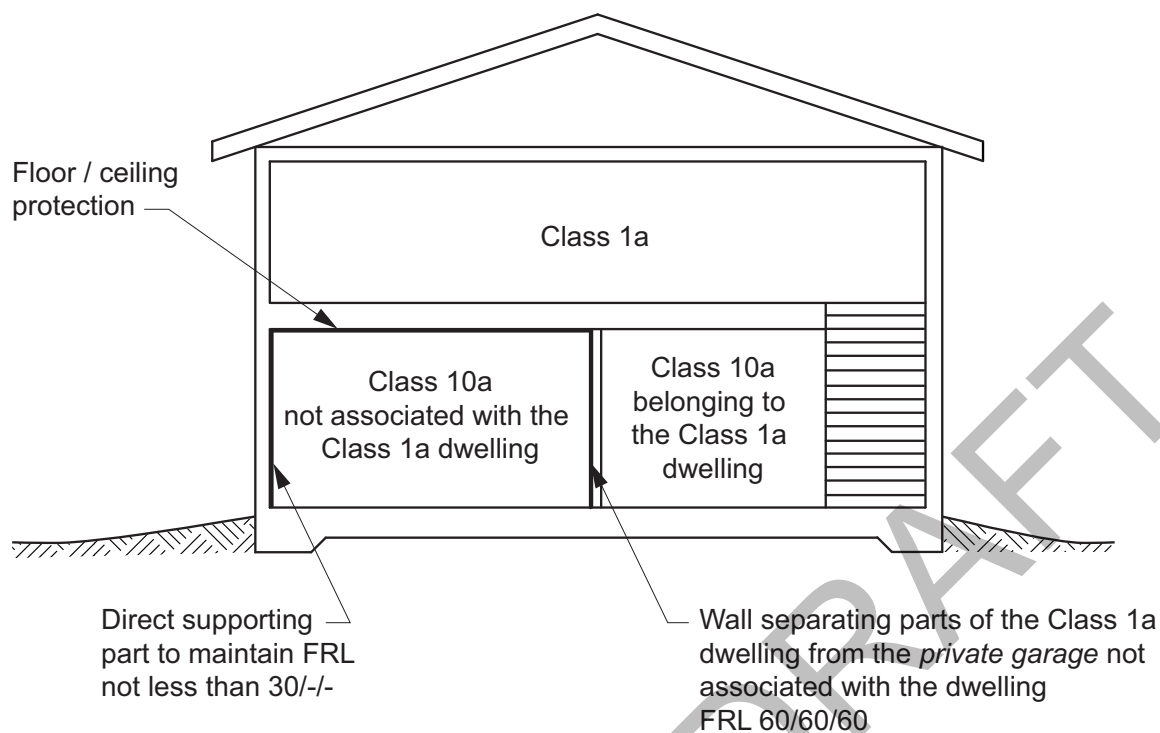 Floor / ceiling
protection
Class 1a
Class 10a
not associated with the
Class 1a dwelling
Class 10a
belonging to
the Class 1a
dwelling
Direct supporting
part to maintain FRL
not less than 30/-/-
Wall separating parts of the Class 1a
dwelling from the private garage not
associated with the dwelling
FRL 60/60/60
DRAFT